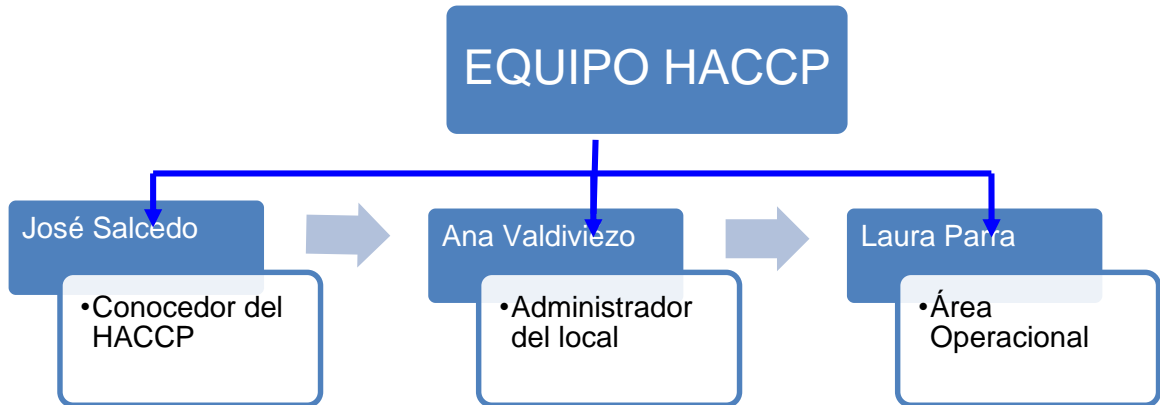 EQUIPO HACCP
José Salcedo
•Conocedor del
HACCP
Ana Valdiviezo
•Administrador
del local
Laura Parra
•Área
Operacional